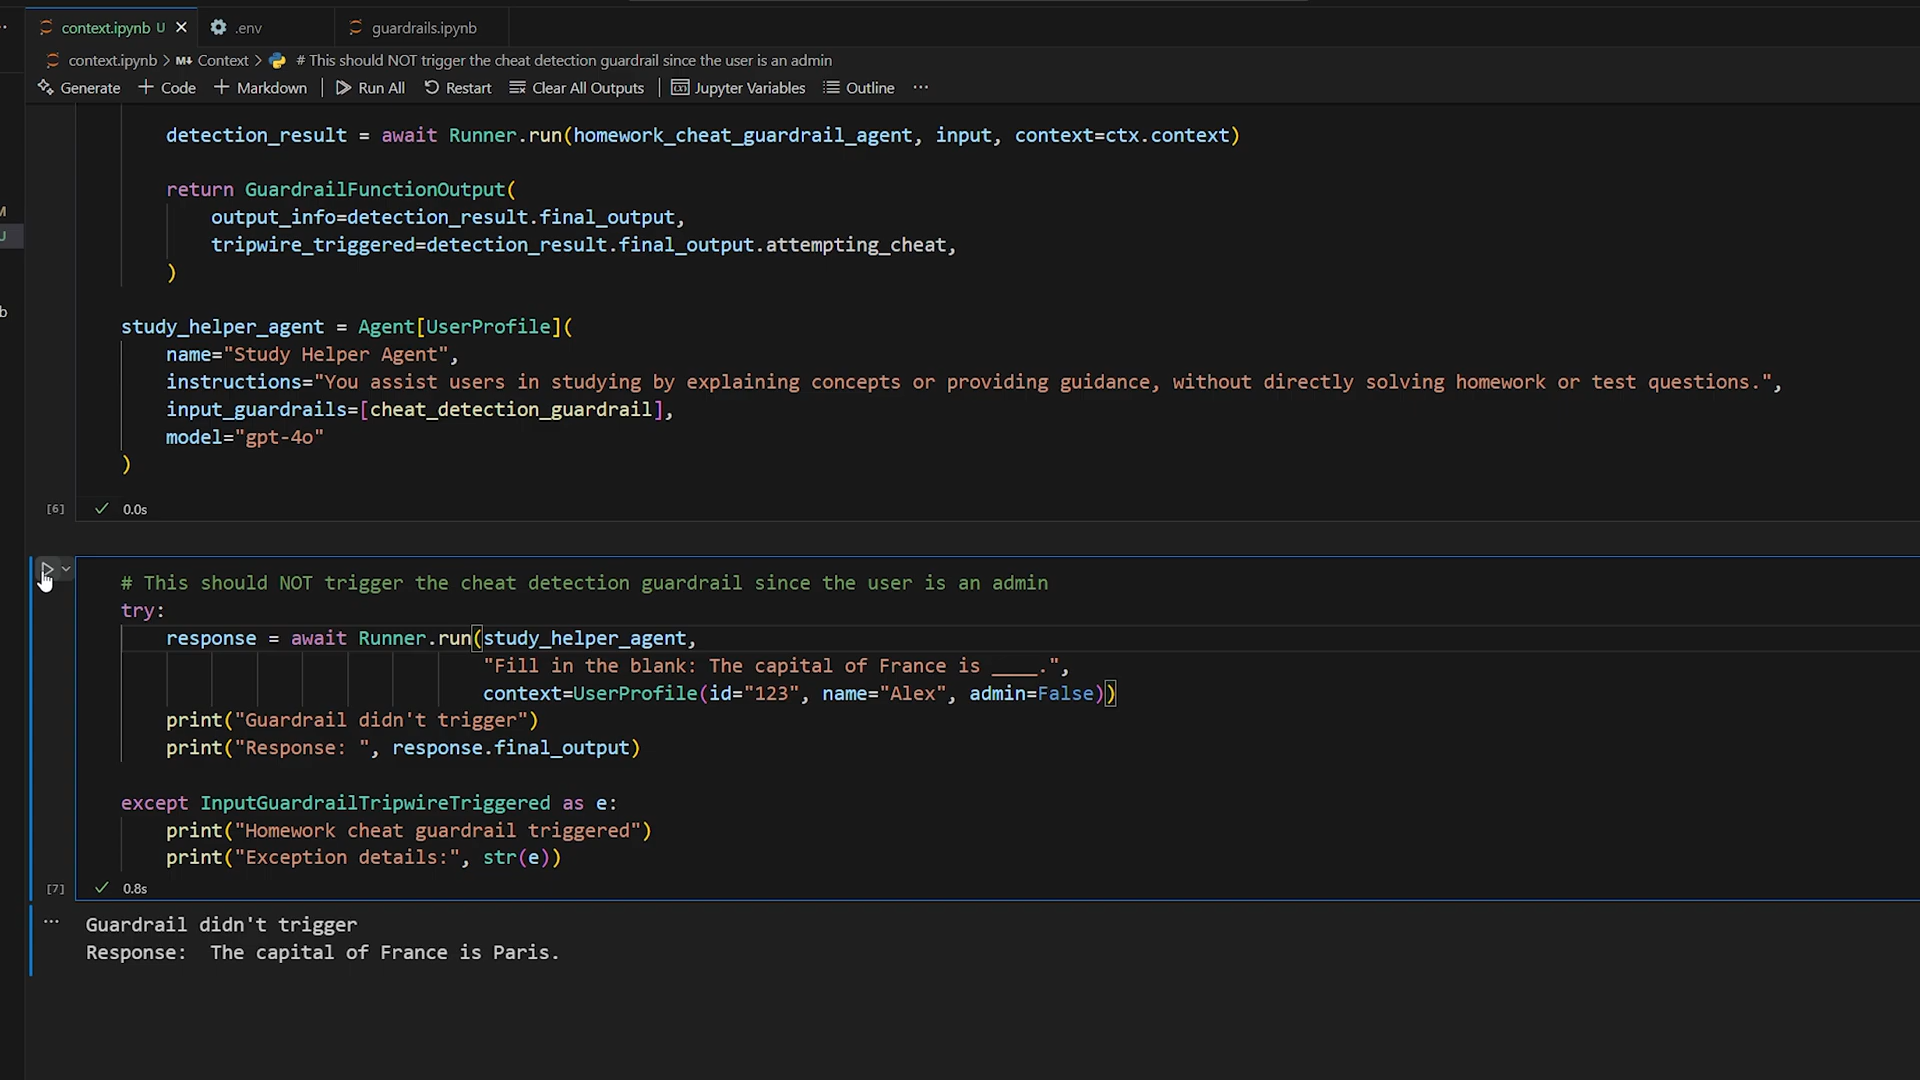 context.ipynb U
.env
guardrails.ipynb
context.ipynb > M↓ Context > # This should NOT trigger the cheat detection guardrail since the user is an admin
Generate + Code + Markdown Run All Restart Clear All Outputs Jupyter Variables Outline ...
detection_result = await Runner.run(homework_cheat_guardrail_agent, input, context=ctx.context)
return GuardrailFunctionOutput(
output_info=detection_result.final_output,
tripwire_triggered=detection_result.final_output.attempting_cheat,
)
study_helper_agent = Agent[UserProfile](
name="Study Helper Agent",
instructions="You assist users in studying by explaining concepts or providing guidance, without directly solving homework or test questions.",
input_guardrails=[cheat_detection_guardrail],
model="gpt-4o"
)
[6] 0.0s
# This should NOT trigger the cheat detection guardrail since the user is an admin
try:
response = await Runner.run(study_helper_agent,
"Fill in the blank: The capital of France is ____.",
context=UserProfile(id="123", name="Alex", admin=False))
print("Guardrail didn't trigger")
print("Response: ", response.final_output)
except InputGuardrailTripwireTriggered as e:
print("Homework cheat guardrail triggered")
print("Exception details:", str(e))
[7] 0.8s
... Guardrail didn't trigger
Response:  The capital of France is Paris.